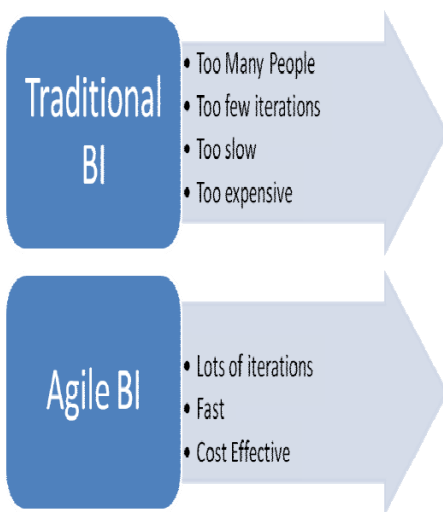 Traditional
BI
• Too Many People
• Too few iterations
• Too slow
• Too expensive
Agile BI
• Lots of iterations
• Fast
• Cost Effective